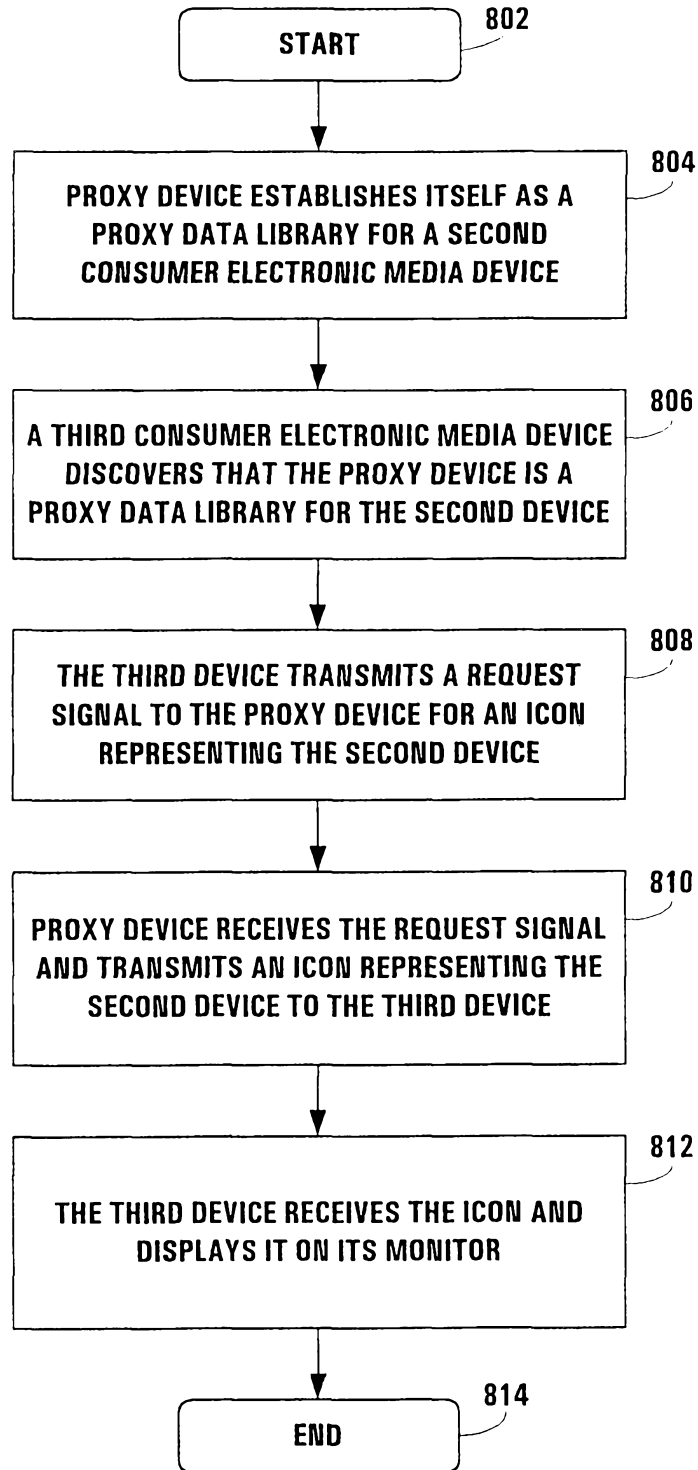 START
802
PROXY DEVICE ESTABLISHES ITSELF AS A
PROXY DATA LIBRARY FOR A SECOND
CONSUMER ELECTRONIC MEDIA DEVICE
804
A THIRD CONSUMER ELECTRONIC MEDIA DEVICE
DISCOVERS THAT THE PROXY DEVICE IS A
PROXY DATA LIBRARY FOR THE SECOND DEVICE
806
THE THIRD DEVICE TRANSMITS A REQUEST
SIGNAL TO THE PROXY DEVICE FOR AN ICON
REPRESENTING THE SECOND DEVICE
808
PROXY DEVICE RECEIVES THE REQUEST SIGNAL
AND TRANSMITS AN ICON REPRESENTING THE
SECOND DEVICE TO THE THIRD DEVICE
810
THE THIRD DEVICE RECEIVES THE ICON AND
DISPLAYS IT ON ITS MONITOR
812
END
814